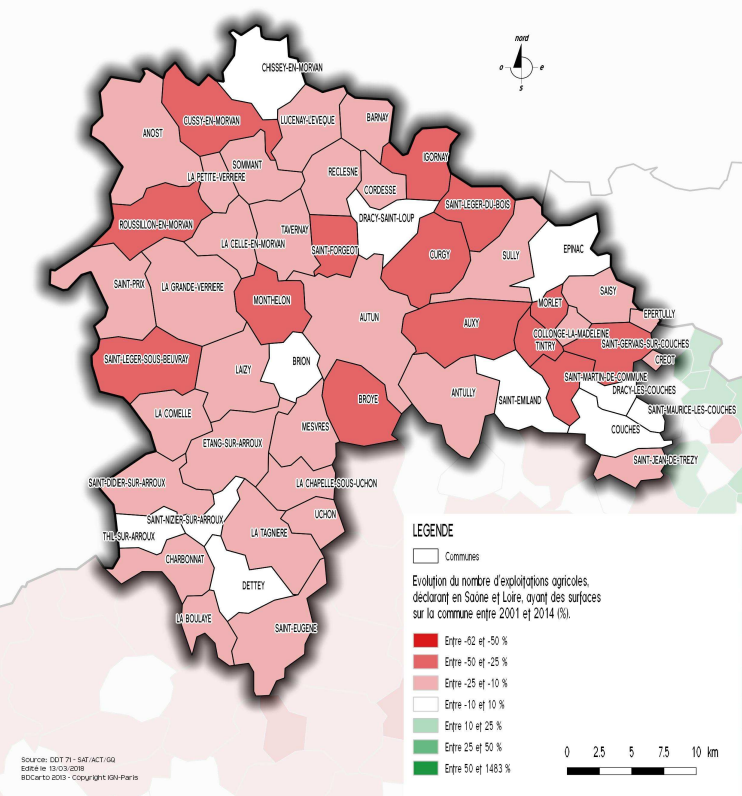 nord
o e
s
CHISSEY-EN-MORVAN
CUSSY-EN-MORVAN
LUCENAY-L'EVEQUE
BARNAY
ANOST
IGORNAY
SOMMANT
LA PETITE-VERRIERE
RECLESNE
CORDESSE
SAINT-LEGER-DU-BOIS
DRACY-SAINT-LOUP
ROUSSILLON-EN-MORVAN
TAVERNAY
LA CELLE-EN-MORVAN
SAINT-FORGEOT
CURGY
SULLY
EPINAC
SAINT-PRIX
LA GRANDE-VERRIERE
MONTHELON
SAISY
MORLET
EPERTULLY
AUTUN
AUXY
COLLONGE-LA-MADELEINE
TINTRY
SAINT-GERVAIS-SUR-COUCHES
SAINT-LEGER-SOUS-BEUVRAY
BRION
CREOT
LAIZY
SAINT-MARTIN-DE-COMMUNE
DRACY-LES-COUCHES
ANTULLY
BROYE
SAINT-EMILAND
SAINT-MAURICE-LES-COUCHES
LA COMELLE
MESVRES
COUCHES
ETANG-SUR-ARROUX
SAINT-JEAN-DE-TREZY
SAINT-DIDIER-SUR-ARROUX
LA CHAPELLE-SOUS-UCHON
UCHON
SAINT-NIZIER-SUR-ARROUX
LA TAGNIERE
THIL-SUR-ARROUX
CHARBONNAT
DETTEY
LA BOULAYE
SAINT-EUGENE
LEGENDE
Communes
Evolution du nombre d'exploitations agricoles,
déclarant en Saône et Loire, ayant des surfaces
sur la commune entre 2001 et 2014 (%).
Entre -62 et -50 %
Entre -50 et -25 %
Entre -25 et -10 %
Entre -10 et 10 %
Entre 10 et 25 %
Entre 25 et 50 %
Entre 50 et 1483 %
0 2.5 5 7.5 10 km
Source: DDT 71 - SAT/ACT/GQ
Edité le 13/03/2018
BDCarto 2013 - Copyright IGN-Paris